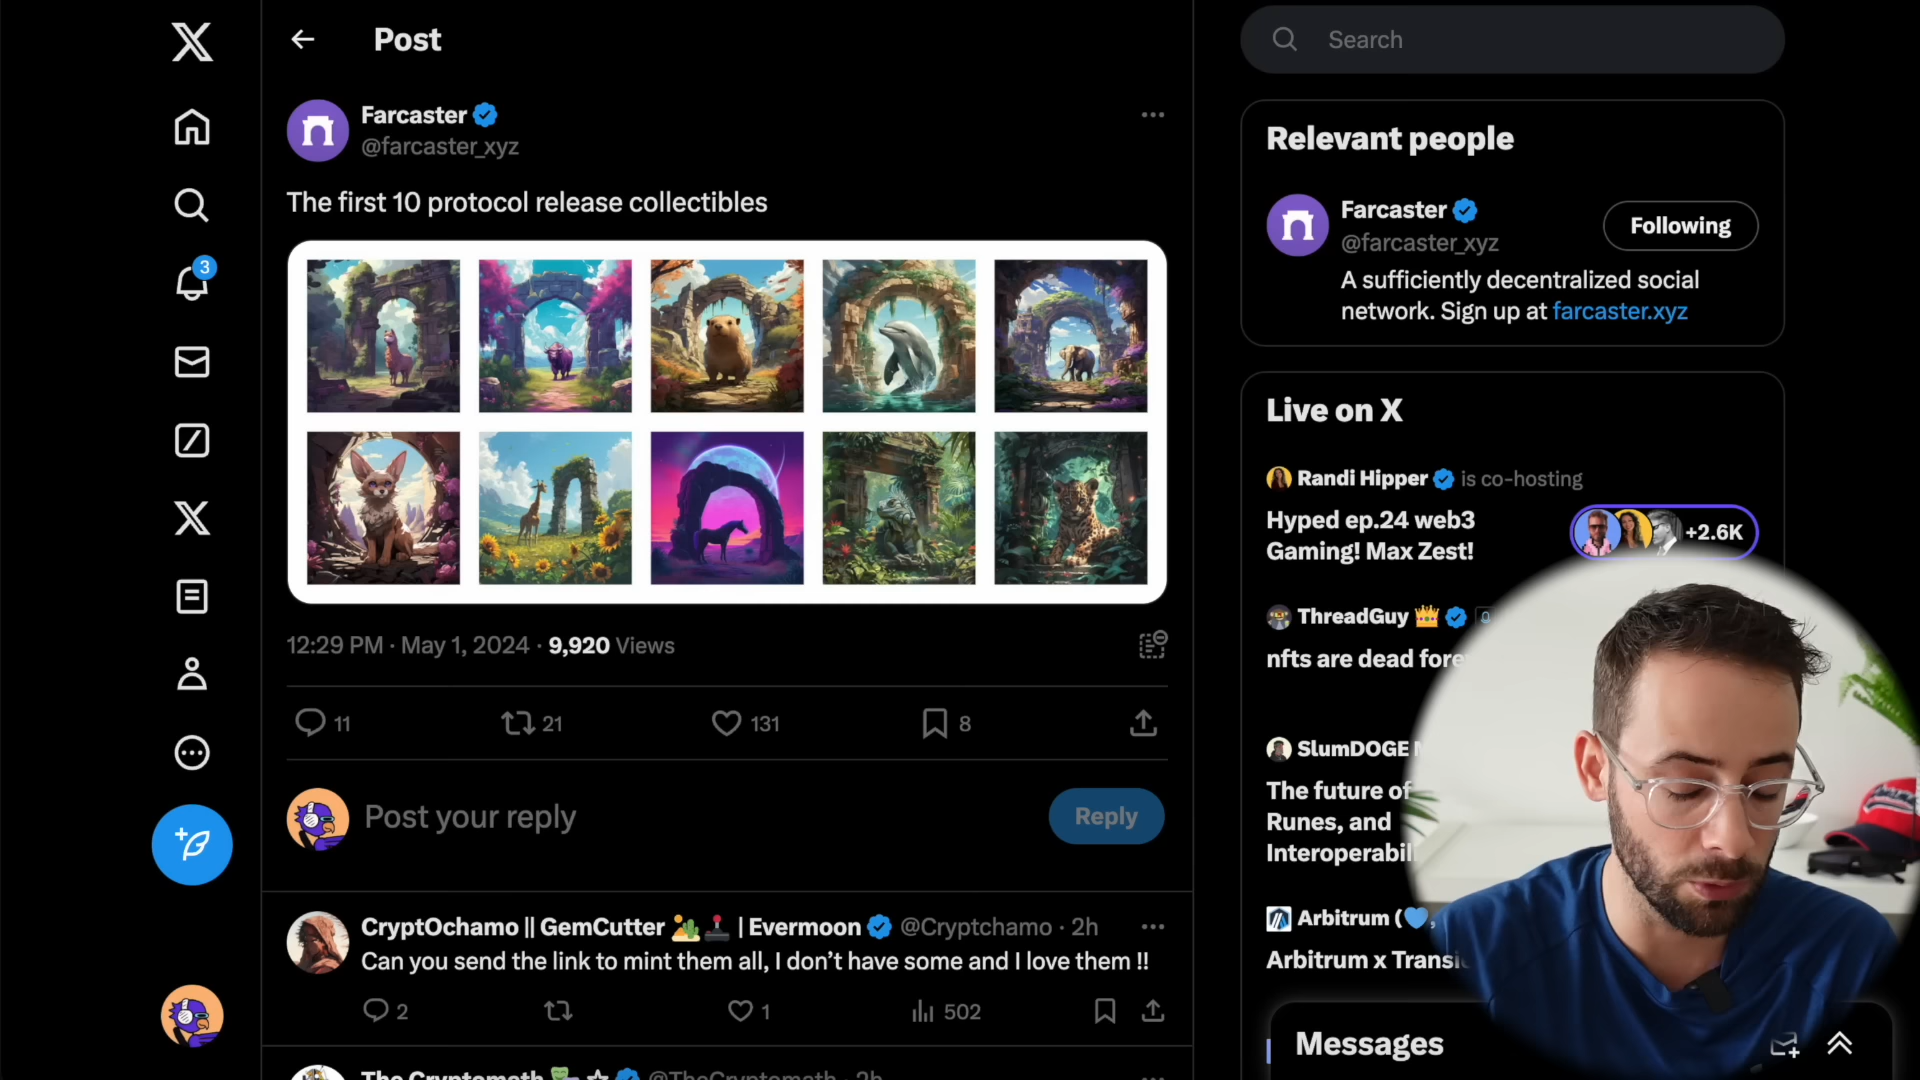 Post
Search
Farcaster
@farcaster_xyz
The first 10 protocol release collectibles
12:29 PM · May 1, 2024 · 9,920 Views
11
21
131
8
Post your reply
Reply
CryptOchamo || GemCutter | Evermoon @Cryptchamo · 2h
Can you send the link to mint them all, I don’t have some and I love them !!
2
1
502
The Cryptomath @TheCryptomath · 2h
3
Relevant people
Farcaster
@farcaster_xyz
Following
A sufficiently decentralized social
network. Sign up at farcaster.xyz
Live on X
Randi Hipper is co-hosting
Hyped ep.24 web3
Gaming! Max Zest!
+2.6K
ThreadGuy
nfts are dead fore
SlumDOGE
The future of
Runes, and
Interoperabil
Arbitrum (
Arbitrum x Transi
Messages